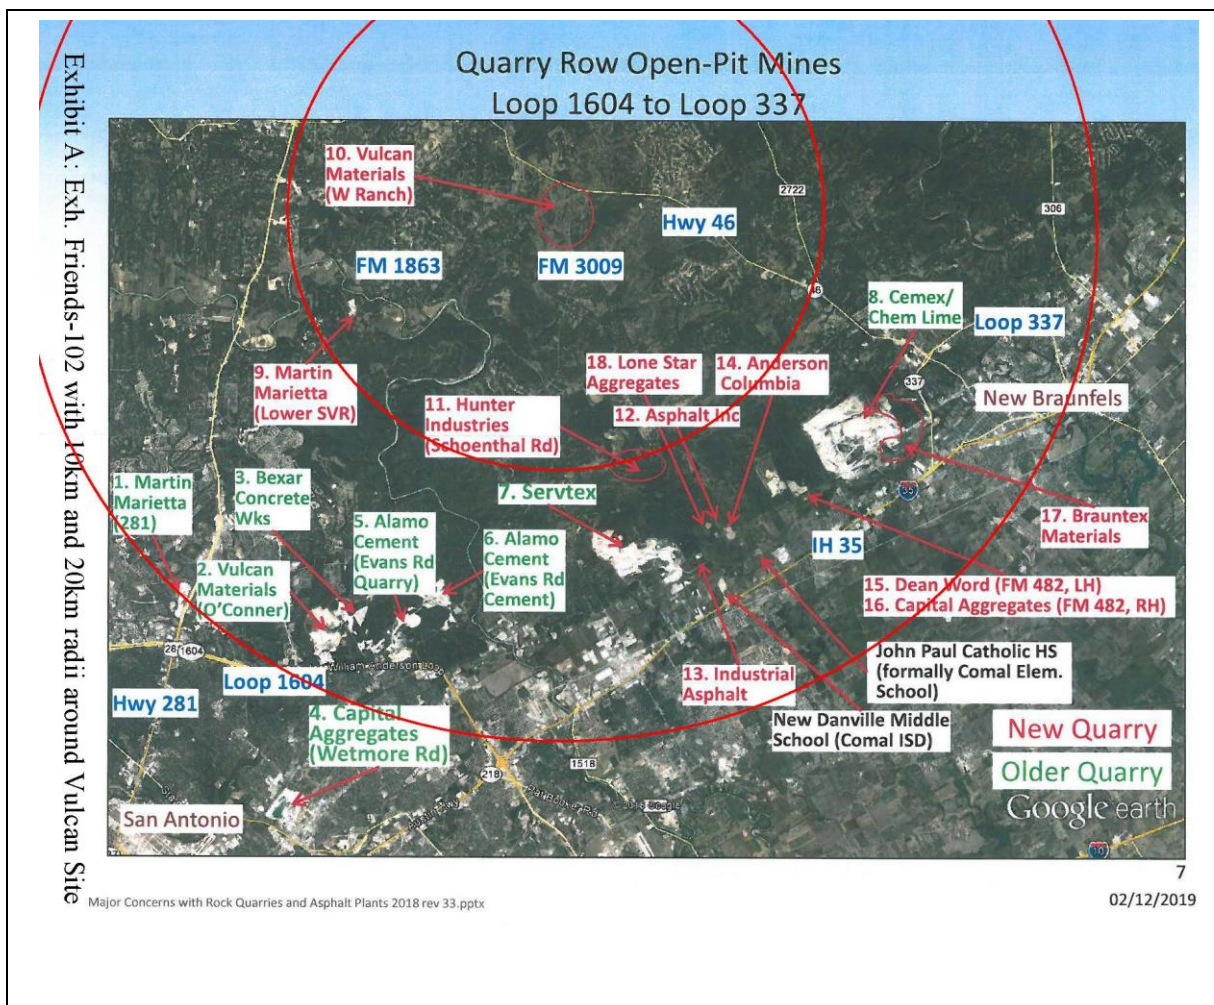 Exhibit A: Exh. Friends-102 with 10km and 20km radii around Vulcan Site
Quarry Row Open-Pit Mines
Loop 1604 to Loop 337
10. Vulcan
Materials
(W Ranch)
2722
306
Hwy 46
FM 1863
FM 3009
46
8. Cemex/
Chem Lime
Loop 337
337
9. Martin
Marietta
(Lower SVR)
18. Lone Star
Aggregates
14. Anderson
Columbia
New Braunfels
11. Hunter
Industries
(Schoenthal Rd)
12. Asphalt Inc
1. Martin
Marietta
(281)
3. Bexar
Concrete
Wks
7. Servtex
35
5. Alamo
Cement
(Evans Rd
Quarry)
6. Alamo
Cement
(Evans Rd
Cement)
17. Brauntex
Materials
IH 35
2. Vulcan
Materials
(O'Conner)
15. Dean Word (FM 482, LH)
16. Capital Aggregates (FM 482, RH)
1604
William Anderson Loop
John Paul Catholic HS
(formally Comal Elem.
School)
Loop 1604
13. Industrial
Asphalt
Hwy 281
4. Capital
Aggregates
(Wetmore Rd)
New Danville Middle
School (Comal ISD)
New Quarry
Older Quarry
1518
218
Pat Booker Rd
San Antonio
Google earth
10
7
Major Concerns with Rock Quarries and Asphalt Plants 2018 rev 33.pptx
02/12/2019